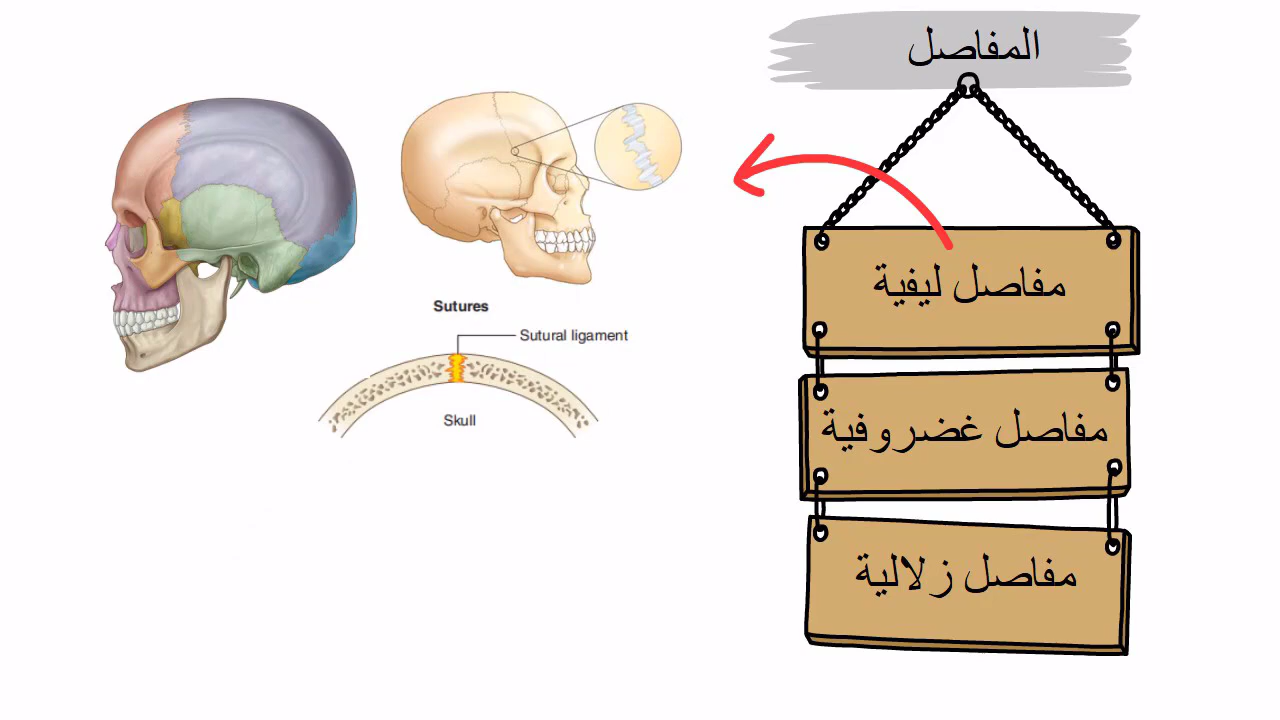 المفاصل
مفاصل ليفية
مفاصل غضروفية
مفاصل زلالية
Sutures
Sutural ligament
Skull